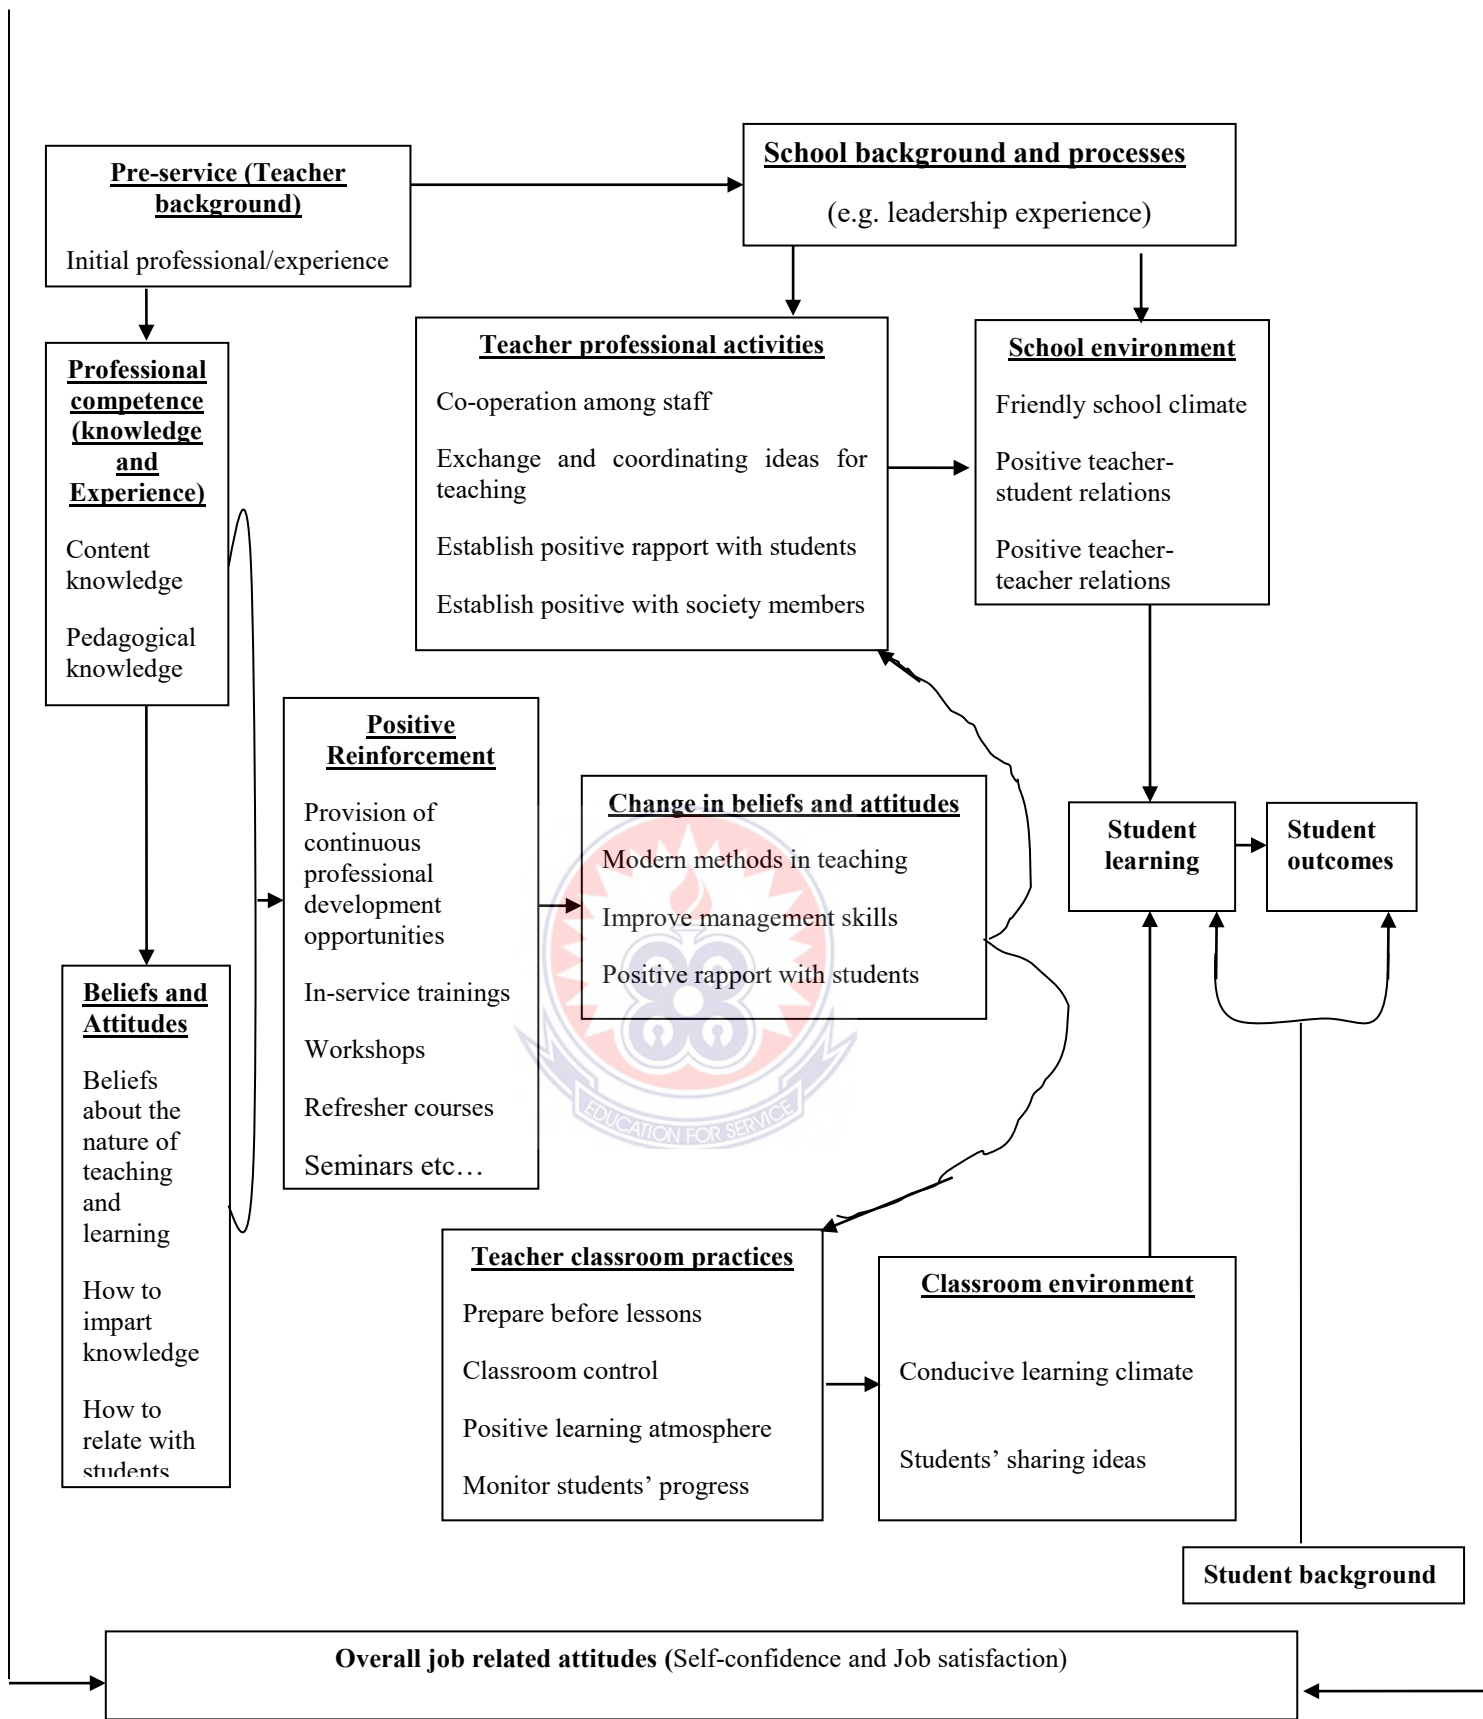 Pre-service (Teacher
background)
Initial professional/experience
School background and processes
(e.g. leadership experience)
Professional
competence
(knowledge
and
Experience)
Content
knowledge
Pedagogical
knowledge
Teacher professional activities
Co-operation among staff
Exchange and coordinating ideas for
teaching
Establish positive rapport with students
Establish positive with society members
School environment
Friendly school climate
Positive teacher-
student relations
Positive teacher-
teacher relations
Positive
Reinforcement
Provision of
continuous
professional
development
opportunities
In-service trainings
Workshops
Refresher courses
Seminars etc…
Change in beliefs and attitudes
Modern methods in teaching
Improve management skills
Positive rapport with students
Student
learning
Student
outcomes
Beliefs and
Attitudes
Beliefs
about the
nature of
teaching
and
learning
How to
impart
knowledge
How to
relate with
students
EDUCATION FOR SERVICE
Teacher classroom practices
Prepare before lessons
Classroom control
Positive learning atmosphere
Monitor students’ progress
Classroom environment
Conducive learning climate
Students’ sharing ideas
Student background
Overall job related attitudes (Self-confidence and Job satisfaction)